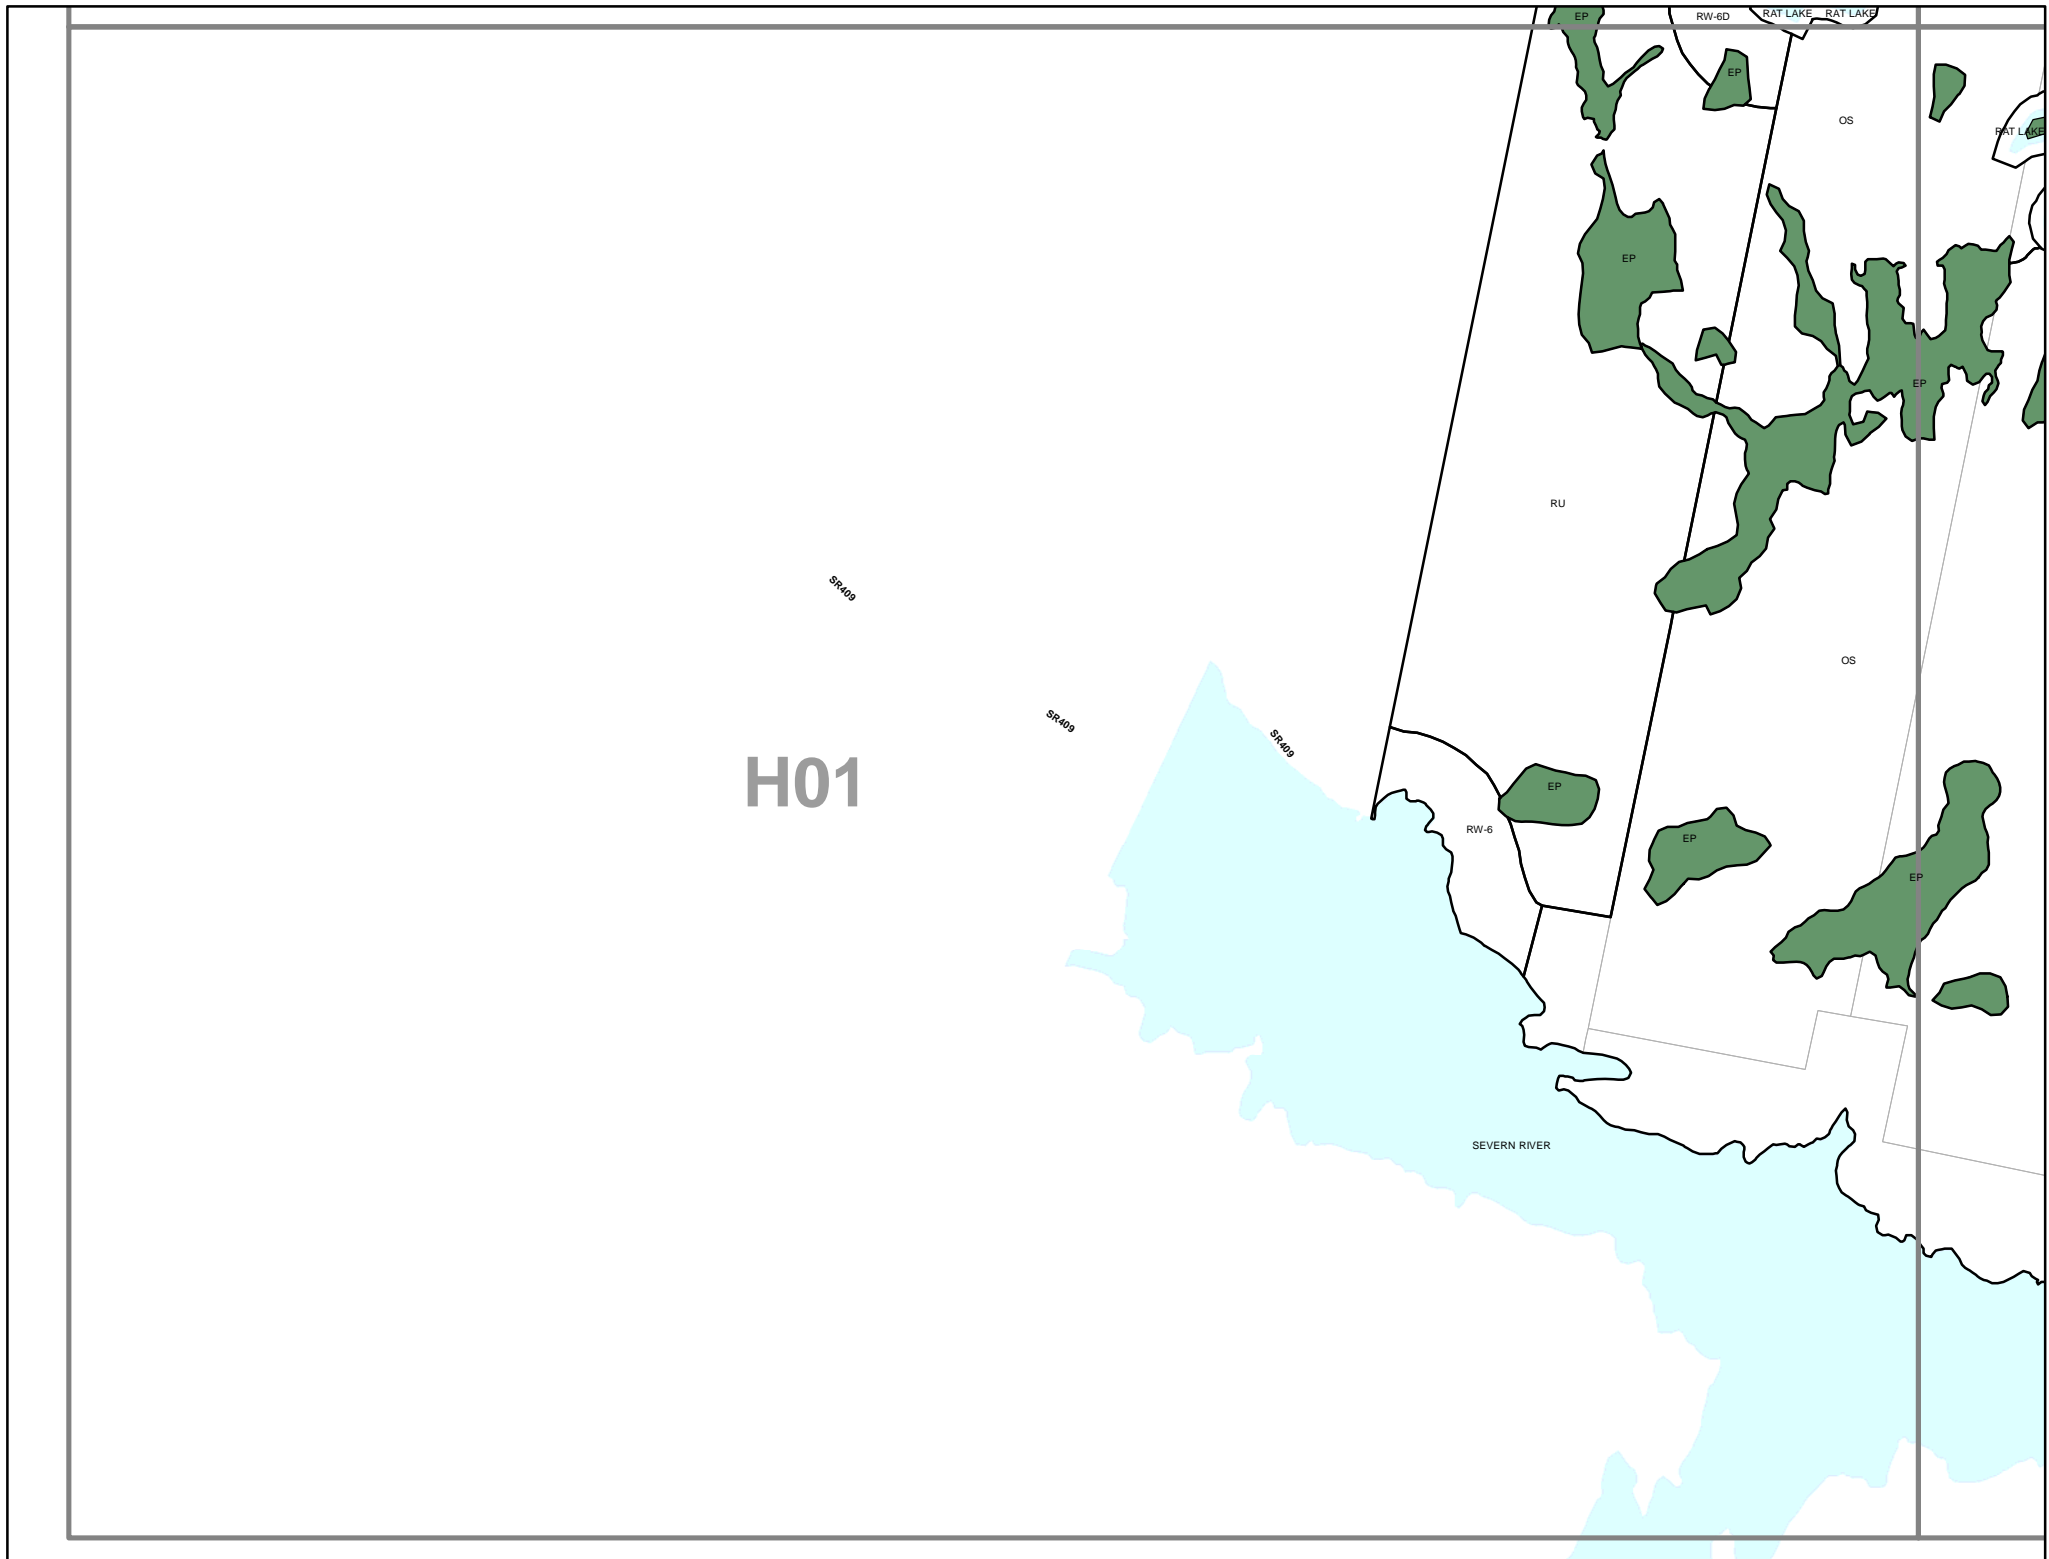 EP
RW-6D
RAT LAKE
RAT LAKE
EP
OS
RAT LAKE
EP
EP
RU
SR409
OS
SR409
SR409
H01
EP
RW-6
EP
EP
SEVERN RIVER